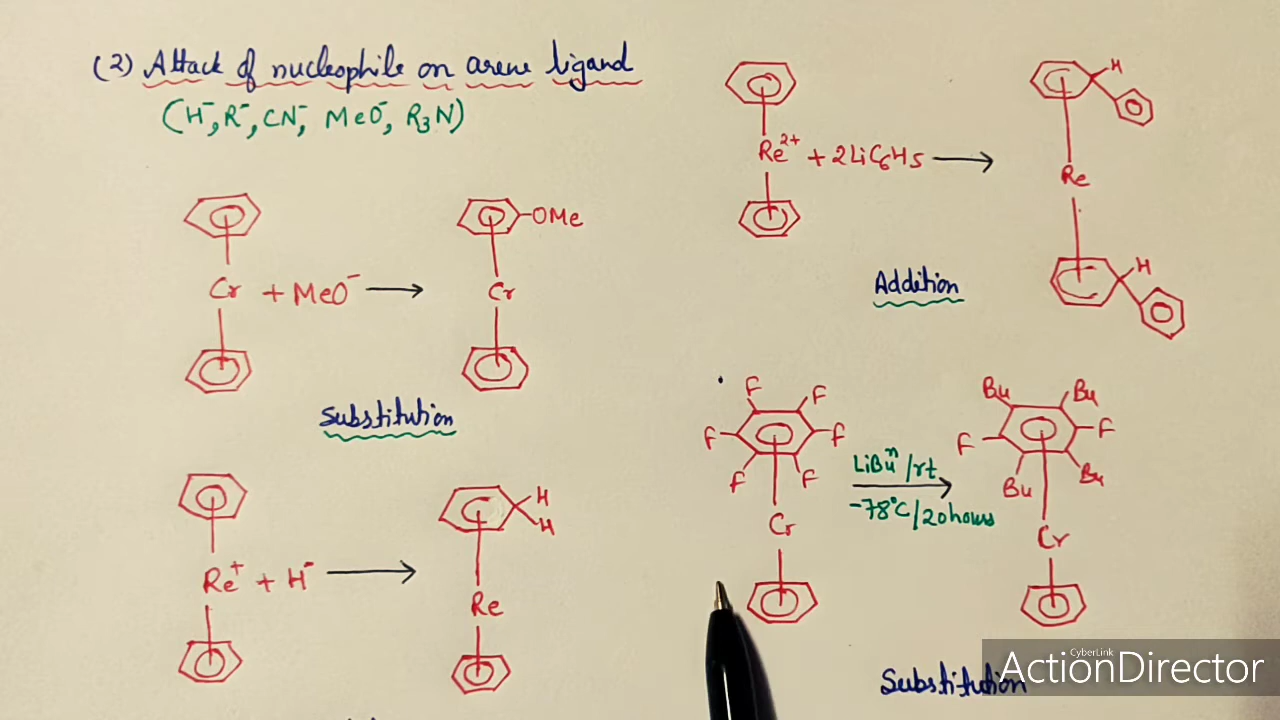 (2) Attack of nucleophile on arene ligand
(H⁻, R⁻, CN⁻, MeO⁻, R₃N)
Cr + MeO⁻ →
OMe
Cr
Substitution
Re⁺ + H⁻ →
H
H
Re
Re²⁺ + 2LiC₆H₅ →
H
Re
H
Addition
F F
F F
F F
Cr
LiBuⁿ/rt
-78°C/20hours
Bu Bu
F F
Bu Bu
Cr
Substitution
CyberLink
ActionDirector